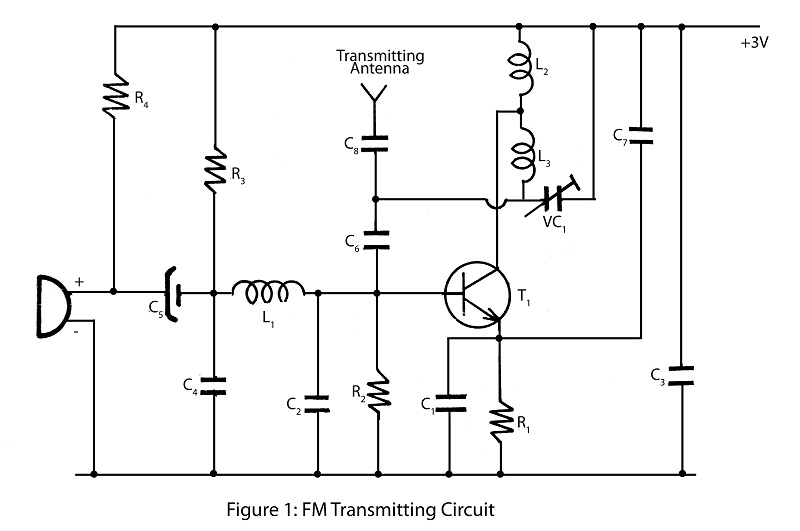 +3V
Transmitting
Antenna
L2
R4
C8
C7
L3
R3
VC1
C6
+
C5
L1
T1
-
C4
C2
R2
C1
R1
C3
Figure 1: FM Transmitting Circuit